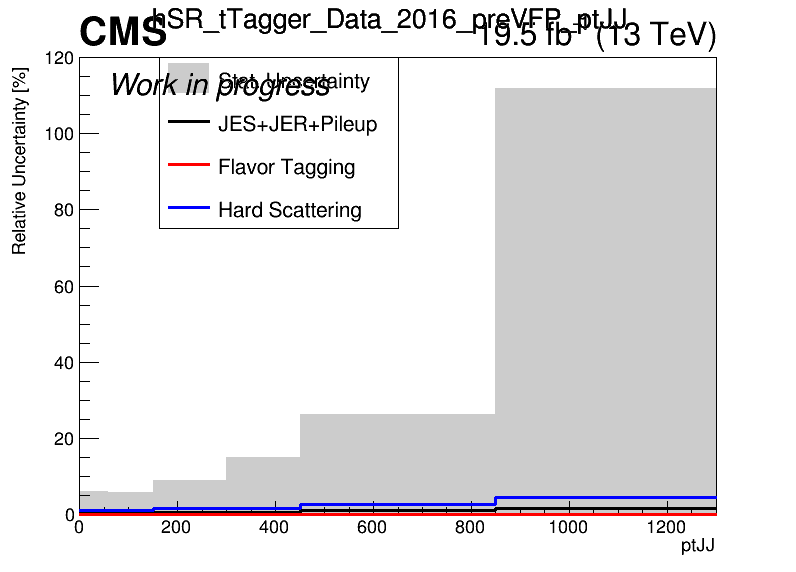 hSR_tTagger_Data_2016_preVFP_ptJJ
CMS
19.5 fb⁻¹ (13 TeV)
Work in progress
Stat. Uncertainty
JES+JER+Pileup
Flavor Tagging
Hard Scattering
Relative Uncertainty [%]
120
100
80
60
40
20
0
0 200 400 600 800 1000 1200
ptJJ